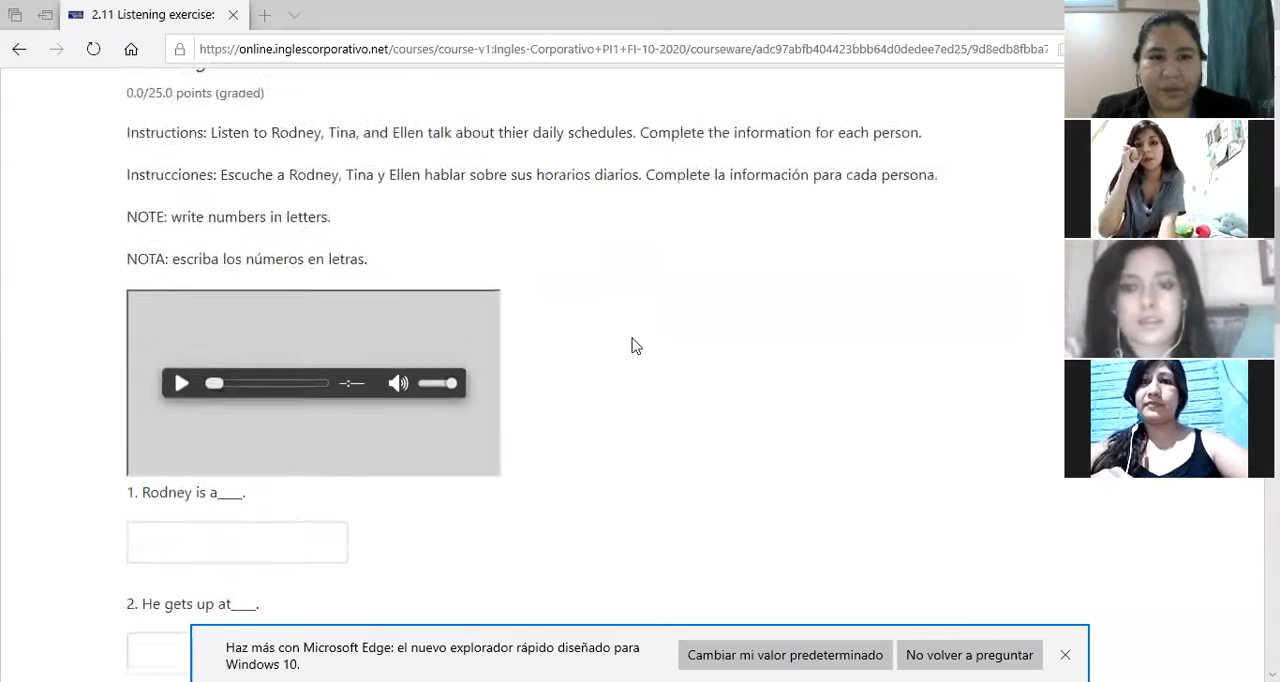 2.11 Listening exercise:
https://online.inglescorporativo.net/courses/course-v1:Ingles-Corporativo+PI1+FI-10-2020/courseware/adc97abfb404423bbb64d0dedee7ed25/9d8edb8fbba7
0.0/25.0 points (graded)
Instructions: Listen to Rodney, Tina, and Ellen talk about thier daily schedules. Complete the information for each person.
Instrucciones: Escuche a Rodney, Tina y Ellen hablar sobre sus horarios diarios. Complete la información para cada persona.
NOTE: write numbers in letters.
NOTA: escriba los números en letras.
-:--
1. Rodney is a____.
2. He gets up at____.
Haz más con Microsoft Edge: el nuevo explorador rápido diseñado para
Windows 10.
Cambiar mi valor predeterminado
No volver a preguntar